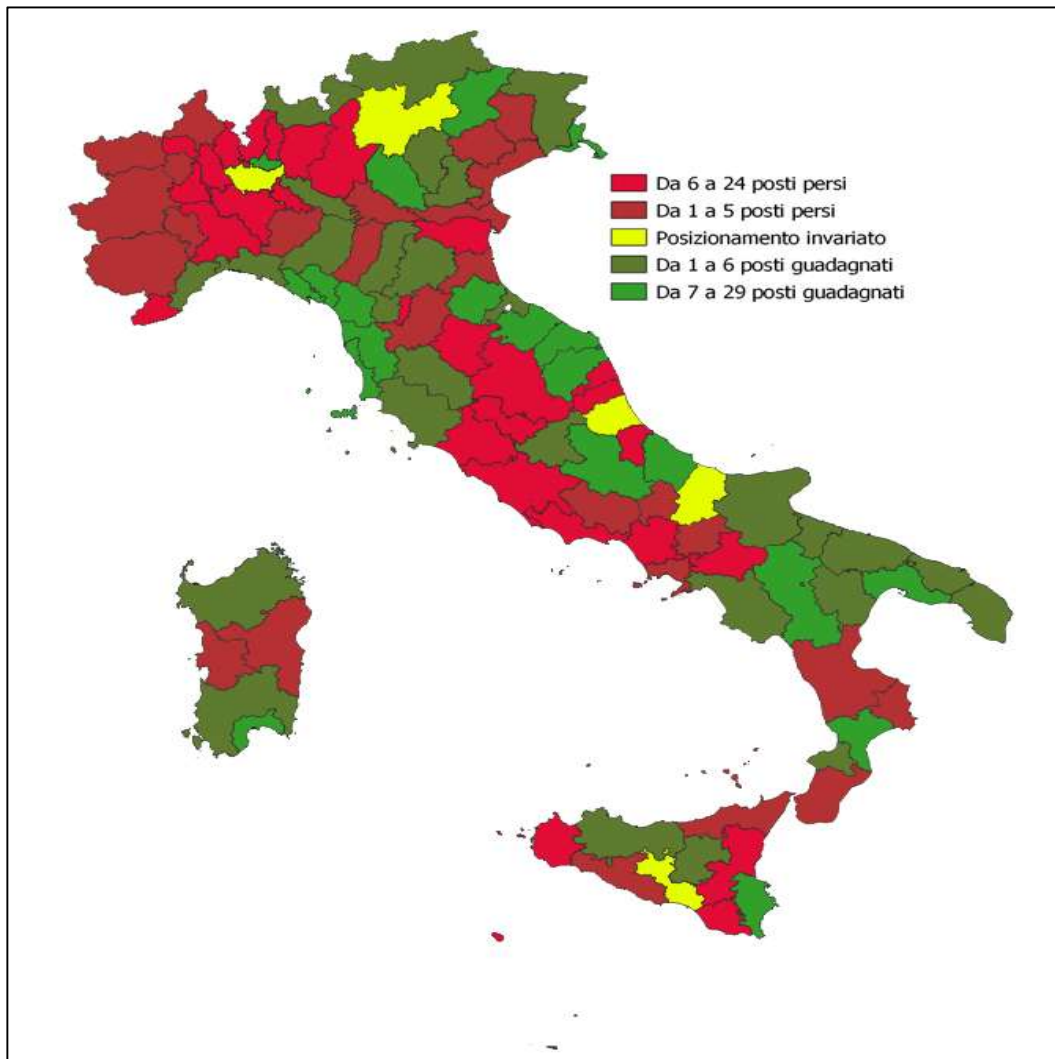 Da 6 a 24 posti persi
Da 1 a 5 posti persi
Posizionamento invariato
Da 1 a 6 posti guadagnati
Da 7 a 29 posti guadagnati